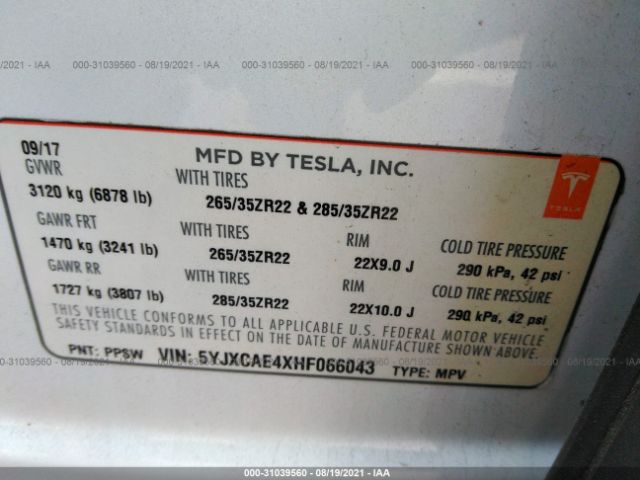 000-31039560 - 08/19/2021 - IAA
09/17
MFD BY TESLA, INC.
GVWR WITH TIRES
3120 kg (6878 lb) 265/35ZR22 & 285/35ZR22
GAWR FRT WITH TIRES RIM COLD TIRE PRESSURE
1470 kg (3241 lb) 265/35ZR22 22X9.0 J 290 kPa, 42 psi
GAWR RR WITH TIRES RIM COLD TIRE PRESSURE
1727 kg (3807 lb) 285/35ZR22 22X10.0 J 290 kPa, 42 psi
THIS VEHICLE CONFORMS TO ALL APPLICABLE U.S. FEDERAL MOTOR VEHICLE
SAFETY STANDARDS IN EFFECT ON THE DATE OF MANUFACTURE SHOWN ABOVE.
PNT: PPSW VIN: 5YJXCAE4XHF066043 TYPE: MPV
TESLA
000-31039560 - 08/19/2021 - IAA